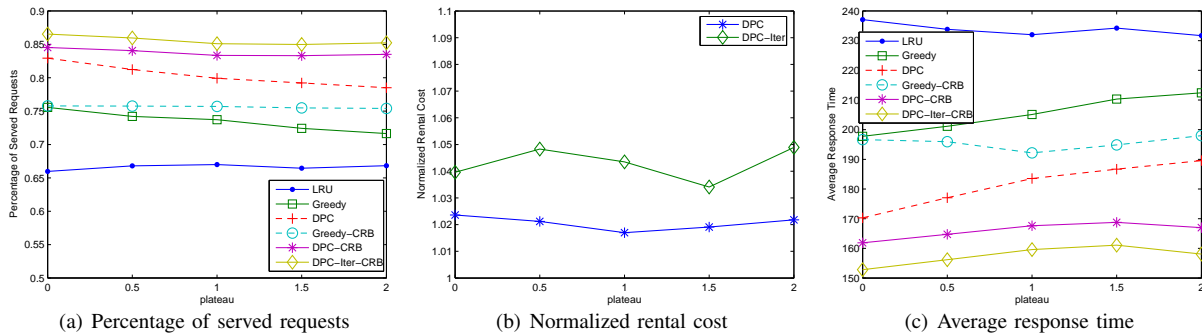 0.9
0.85
0.8
0.75
0.7
0.65
0.6
0.55
0.5
Percentage of Served Requests
LRU
Greedy
DPC
Greedy−CRB
DPC−CRB
DPC−Iter−CRB
0 0.5 1 1.5 2
plateau
(a) Percentage of served requests
1.1
1.09
1.08
1.07
1.06
1.05
1.04
1.03
1.02
1.01
1
Normalized Rental Cost
DPC
DPC−Iter
0 0.5 1 1.5 2
plateau
(b) Normalized rental cost
240
230
220
210
200
190
180
170
160
150
Average Response Time
LRU
Greedy
DPC
Greedy−CRB
DPC−CRB
DPC−Iter−CRB
0 0.5 1 1.5 2
plateau
(c) Average response time